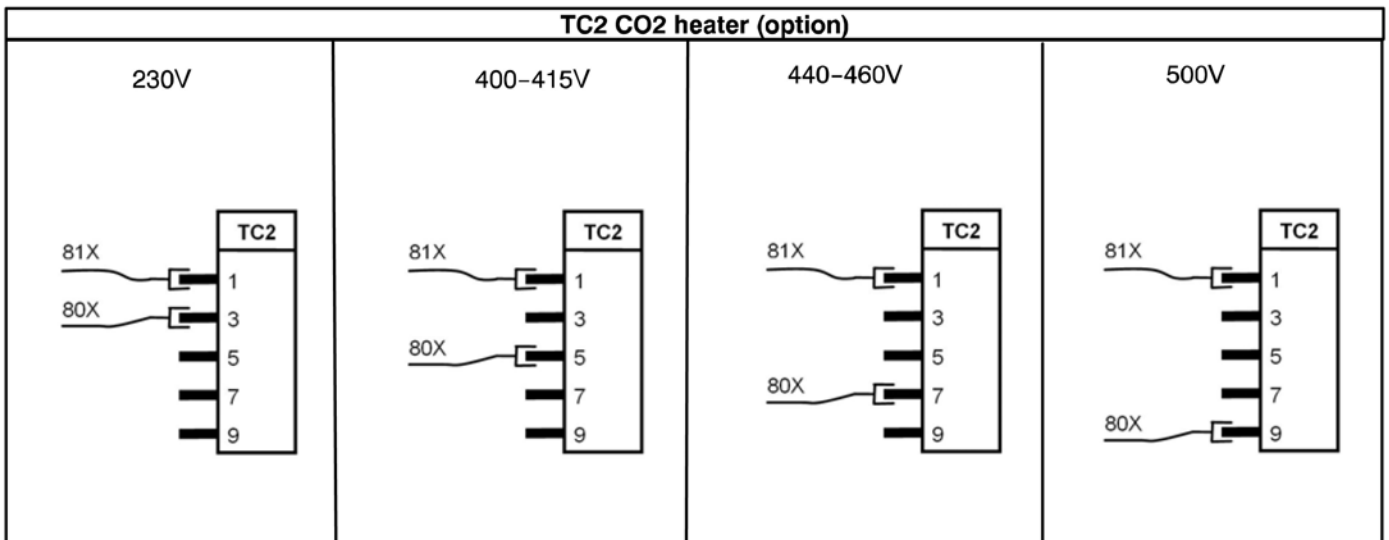 TC2 CO2 heater (option)
230V
400-415V
440-460V
500V
TC2
81X
1
80X
3
5
7
9
TC2
81X
1
3
80X
5
7
9
TC2
81X
1
3
5
80X
7
9
TC2
81X
1
3
5
7
80X
9